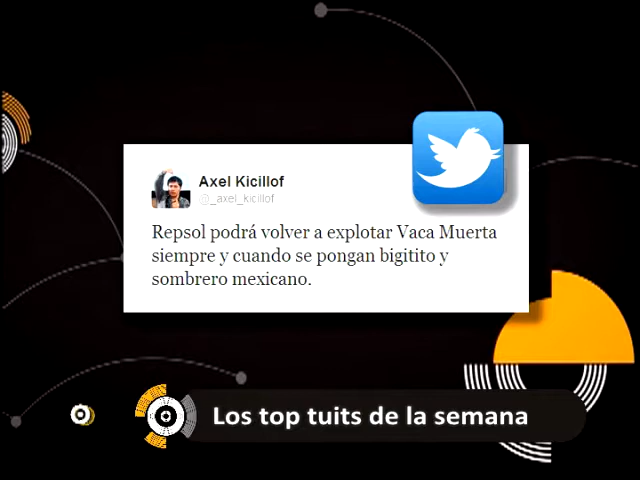 Axel Kicillof
@_axel_kicillof
Repsol podrá volver a explotar Vaca Muerta
siempre y cuando se pongan bigitito y
sombrero mexicano.
Los top tuits de la semana